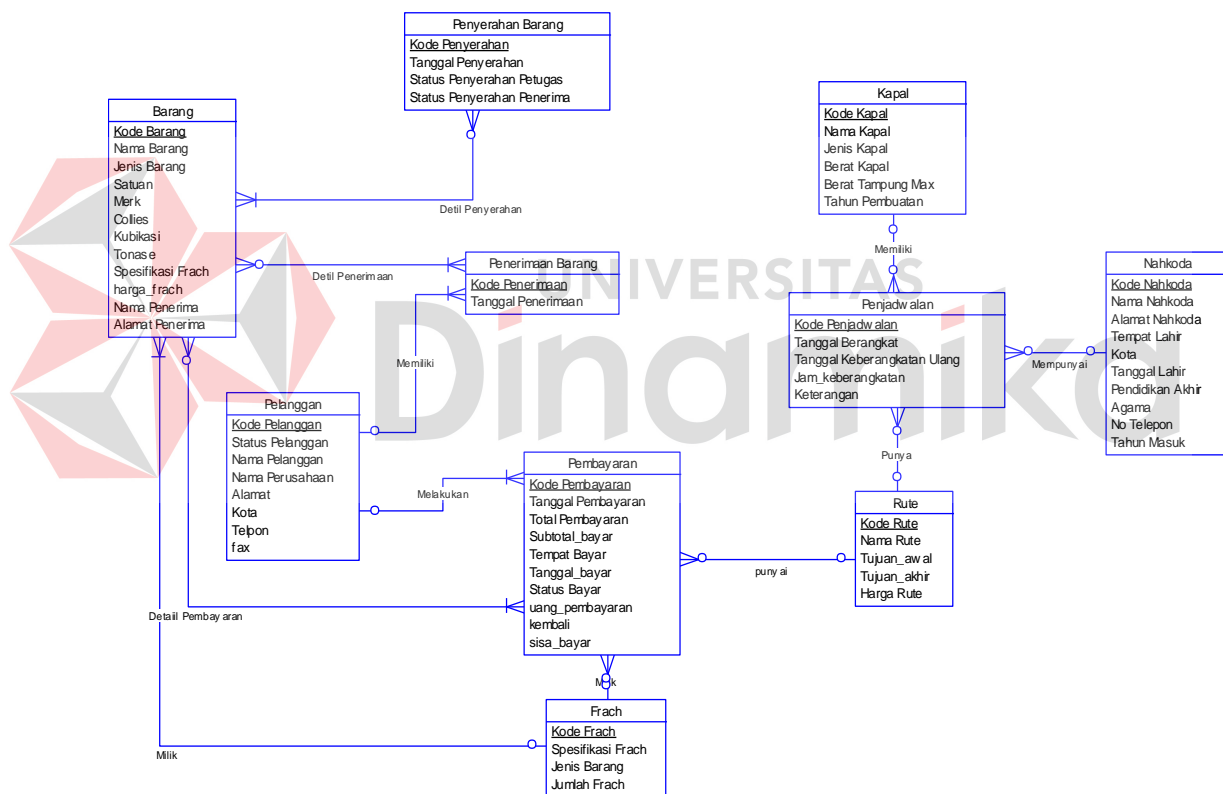 Penyerahan Barang
Kode Penyerahan
Tanggal Penyerahan
Status Penyerahan Petugas
Status Penyerahan Penerima
Barang
Kode Barang
Nama Barang
Jenis Barang
Satuan
Merk
Collies
Kubikasi
Tonase
Spesifikasi Frach
harga_frach
Nama Penerima
Alamat Penerima
Detil Penyerahan
Kapal
Kode Kapal
Nama Kapal
Jenis Kapal
Berat Kapal
Berat Tampung Max
Tahun Pembuatan
Memiliki
Detil Penerimaan
Penerimaan Barang
Kode Penerimaan
Tanggal Penerimaan
Memiliki
UNIVERSITAS
Dinamika
Penjadwalan
Kode Penjadwalan
Tanggal Berangkat
Tanggal Keberangkatan Ulang
Jam_keberangkatan
Keterangan
Mempunyai
Nahkoda
Kode Nahkoda
Nama Nahkoda
Alamat Nahkoda
Tempat Lahir
Kota
Tanggal Lahir
Pendidikan Akhir
Agama
No Telepon
Tahun Masuk
Pelanggan
Kode Pelanggan
Status Pelanggan
Nama Pelanggan
Nama Perusahaan
Alamat
Kota
Telpon
fax
Melakukan
Punya
Pembayaran
Kode Pembayaran
Tanggal Pembayaran
Total Pembayaran
Subtotal_bayar
Tempat Bayar
Tanggal_bayar
Status Bayar
uang_pembayaran
kembali
sisa_bayar
punyai
Rute
Kode Rute
Nama Rute
Tujuan_awal
Tujuan_akhir
Harga Rute
Detail Pembayaran
Frach
Kode Frach
Spesifikasi Frach
Jenis Barang
Jumlah Frach
Milik